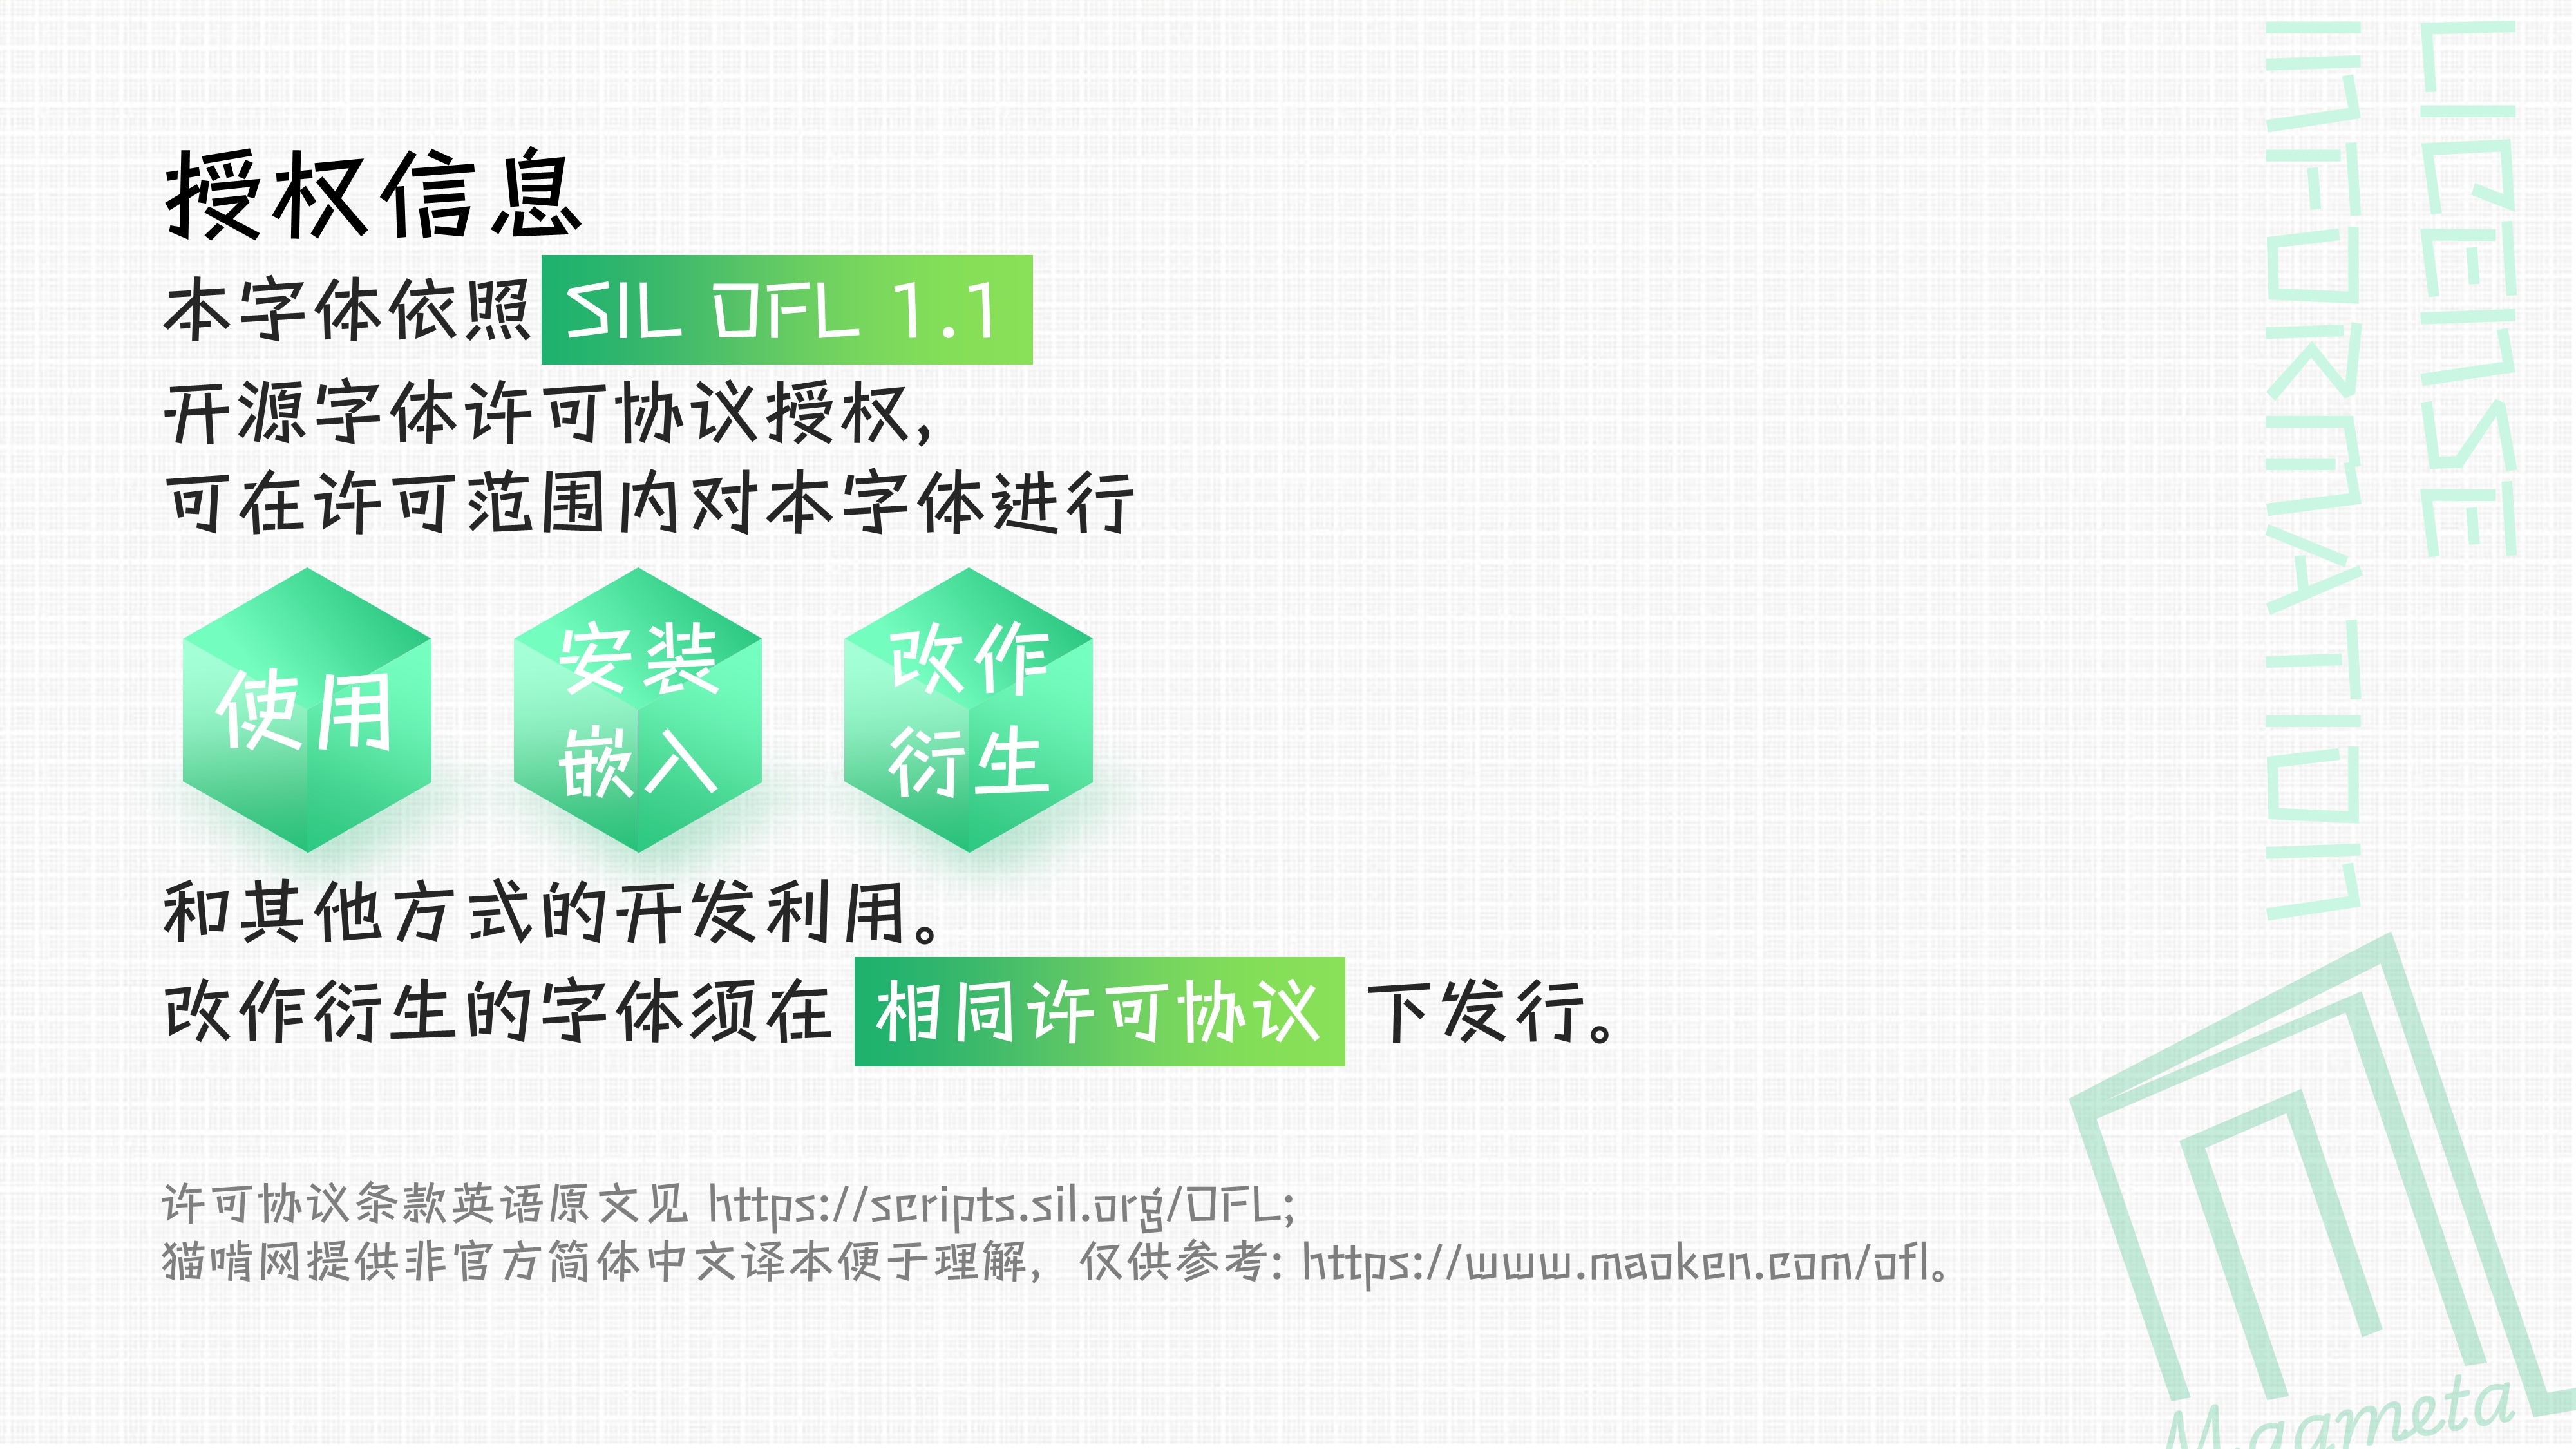 授权信息
本字体依照 SIL OFL 1.1
开源字体许可协议授权，
可在许可范围内对本字体进行
使用
安装
嵌入
改作
衍生
和其他方式的开发利用。
改作衍生的字体须在 相同许可协议 下发行。
许可协议条款英语原文见 https://scripts.sil.org/OFL;
猫啃网提供非官方简体中文译本便于理解，仅供参考: https://www.maoken.com/ofl。
LICENSE
INFORMATION